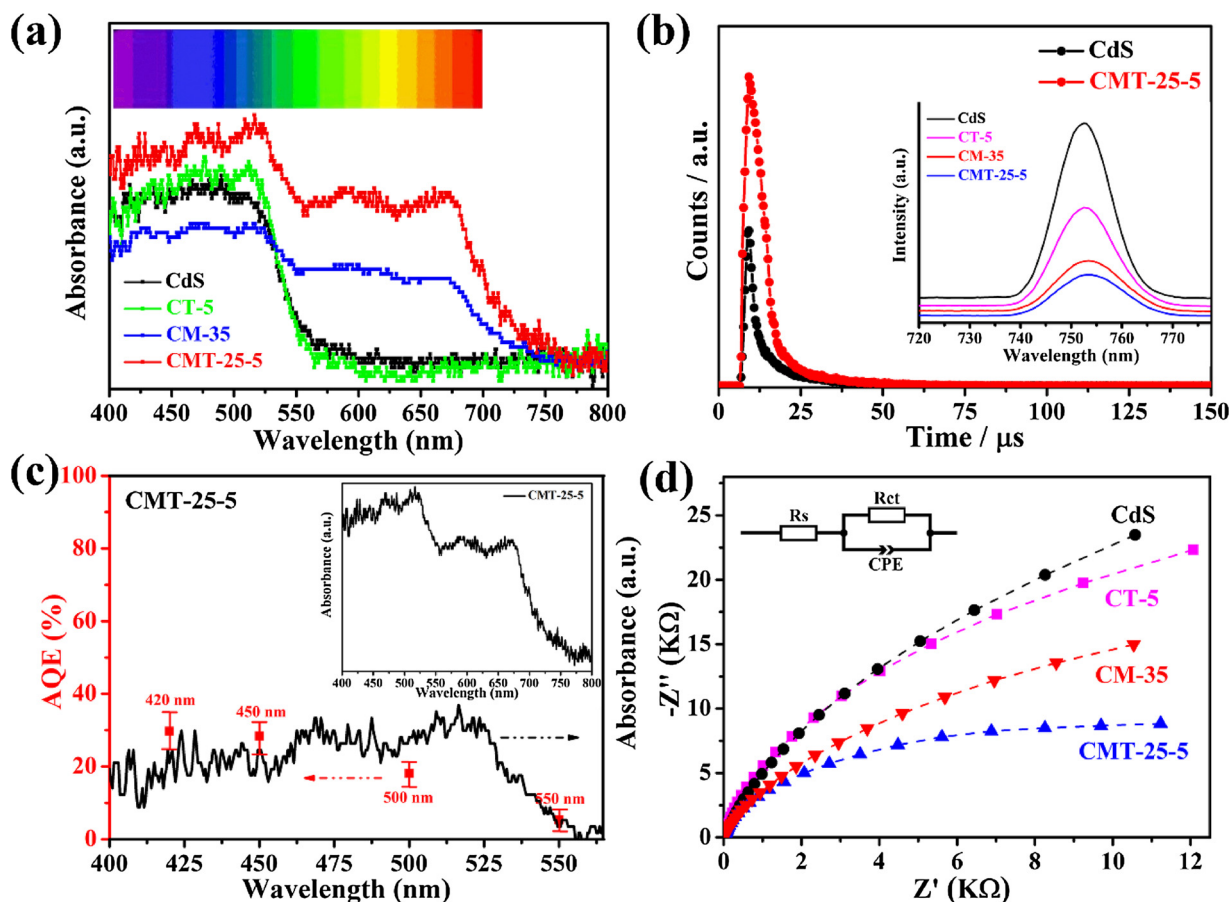 (a)
Absorbance (a.u.)
CdS
CT-5
CM-35
CMT-25-5
400 450 500 550 600 650 700 750 800
Wavelength (nm)
(b)
Counts / a.u.
CdS
CMT-25-5
Intensity (a.u.)
CdS
CT-5
CM-35
CMT-25-5
720 730 740 750 760 770
Wavelength (nm)
0 25 50 75 100 125 150
Time / μs
(c)
AQE (%)
100
80
60
40
20
0
CMT-25-5
Absorbance (a.u.)
CMT-25-5
400 450 500 550 600 650 700 750 800
Wavelength (nm)
420 nm
450 nm
500 nm
550 nm
400 425 450 475 500 525 550
Wavelength (nm)
Absorbance (a.u.)
(d)
-Z'' (KΩ)
25
20
15
10
5
0
Rs
Rct
CPE
CdS
CT-5
CM-35
CMT-25-5
0 2 4 6 8 10 12
Z' (KΩ)